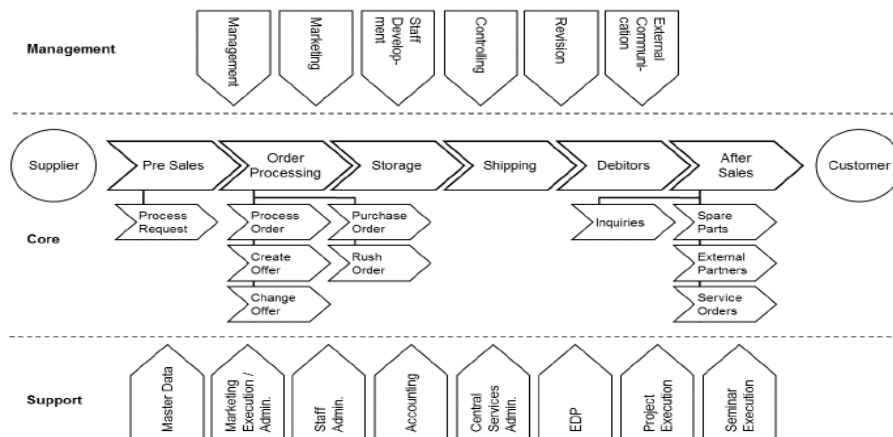 Management
Management
Marketing
Staff
Develop-
ment
Controlling
Revision
External
Communi-
cation
Supplier
Pre Sales
Order
Processing
Storage
Shipping
Debitors
After
Sales
Customer
Core
Process
Request
Process
Order
Create
Offer
Change
Offer
Purchase
Order
Rush
Order
Inquiries
Spare
Parts
External
Partners
Service
Orders
Support
Master Data
Marketing
Execution /
Admin.
Staff
Admin.
Accounting
Central
Services
Admin.
EDP
Project
Execution
Seminar
Execution